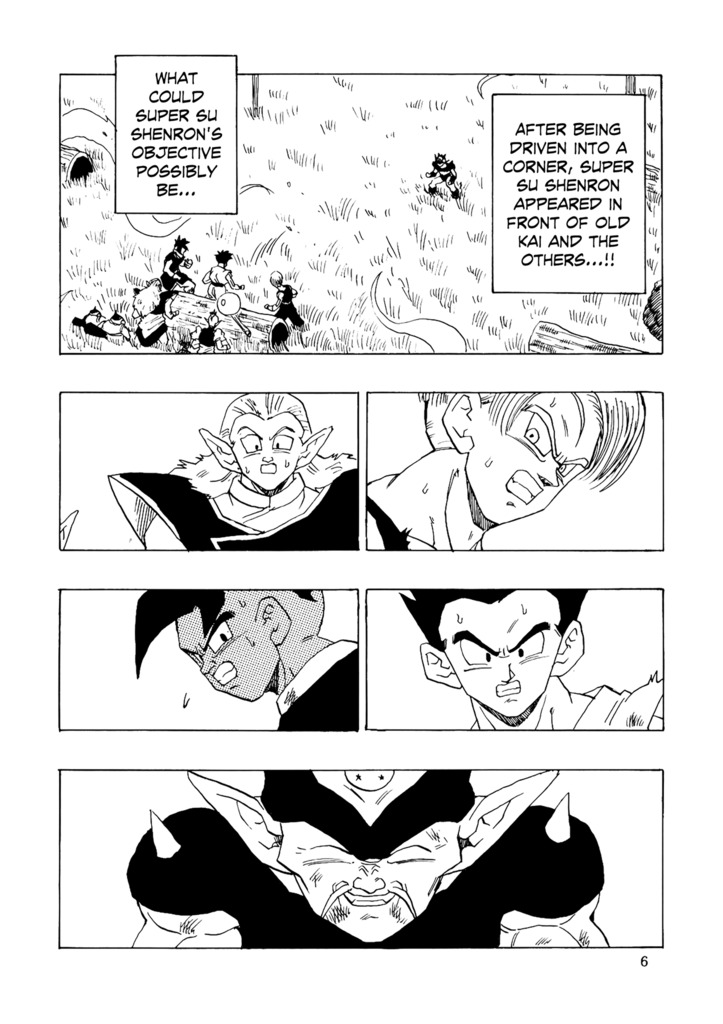 AFTER BEING
DRIVEN INTO A
CORNER, SUPER
SU SHENRON
APPEARED IN
FRONT OF OLD
KAI AND THE
OTHERS...!!
WHAT
COULD
SUPER SU
SHENRON'S
OBJECTIVE
POSSIBLY
BE...
6